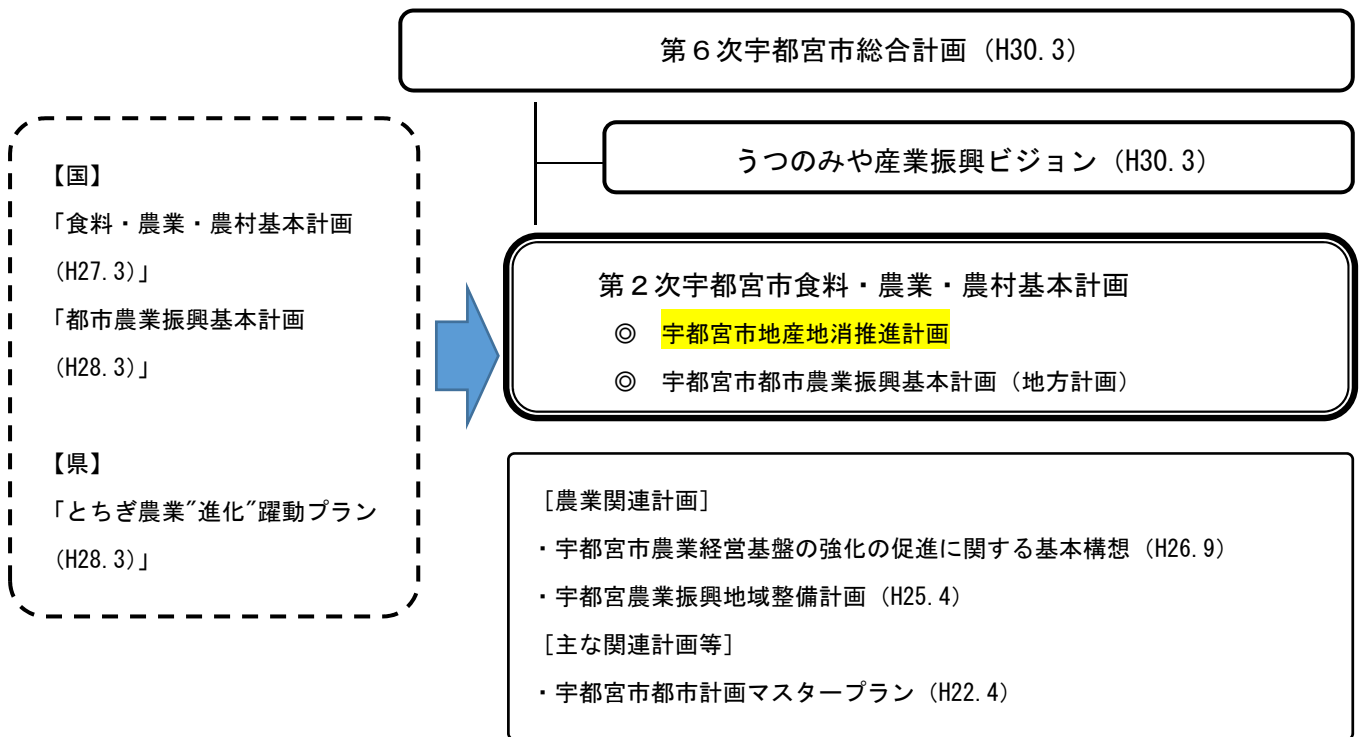 第６次宇都宮市総合計画（H30.3）
うつのみや産業振興ビジョン（H30.3）
【国】
「食料・農業・農村基本計画
（H27.3）」
「都市農業振興基本計画
（H28.3）」
【県】
「とちぎ農業”進化”躍動プラン
（H28.3）」
第２次宇都宮市食料・農業・農村基本計画
◎　宇都宮市地産地消推進計画
◎　宇都宮市都市農業振興基本計画（地方計画）
［農業関連計画］
・宇都宮市農業経営基盤の強化の促進に関する基本構想（H26.9）
・宇都宮農業振興地域整備計画（H25.4）
［主な関連計画等］
・宇都宮市都市計画マスタープラン（H22.4）